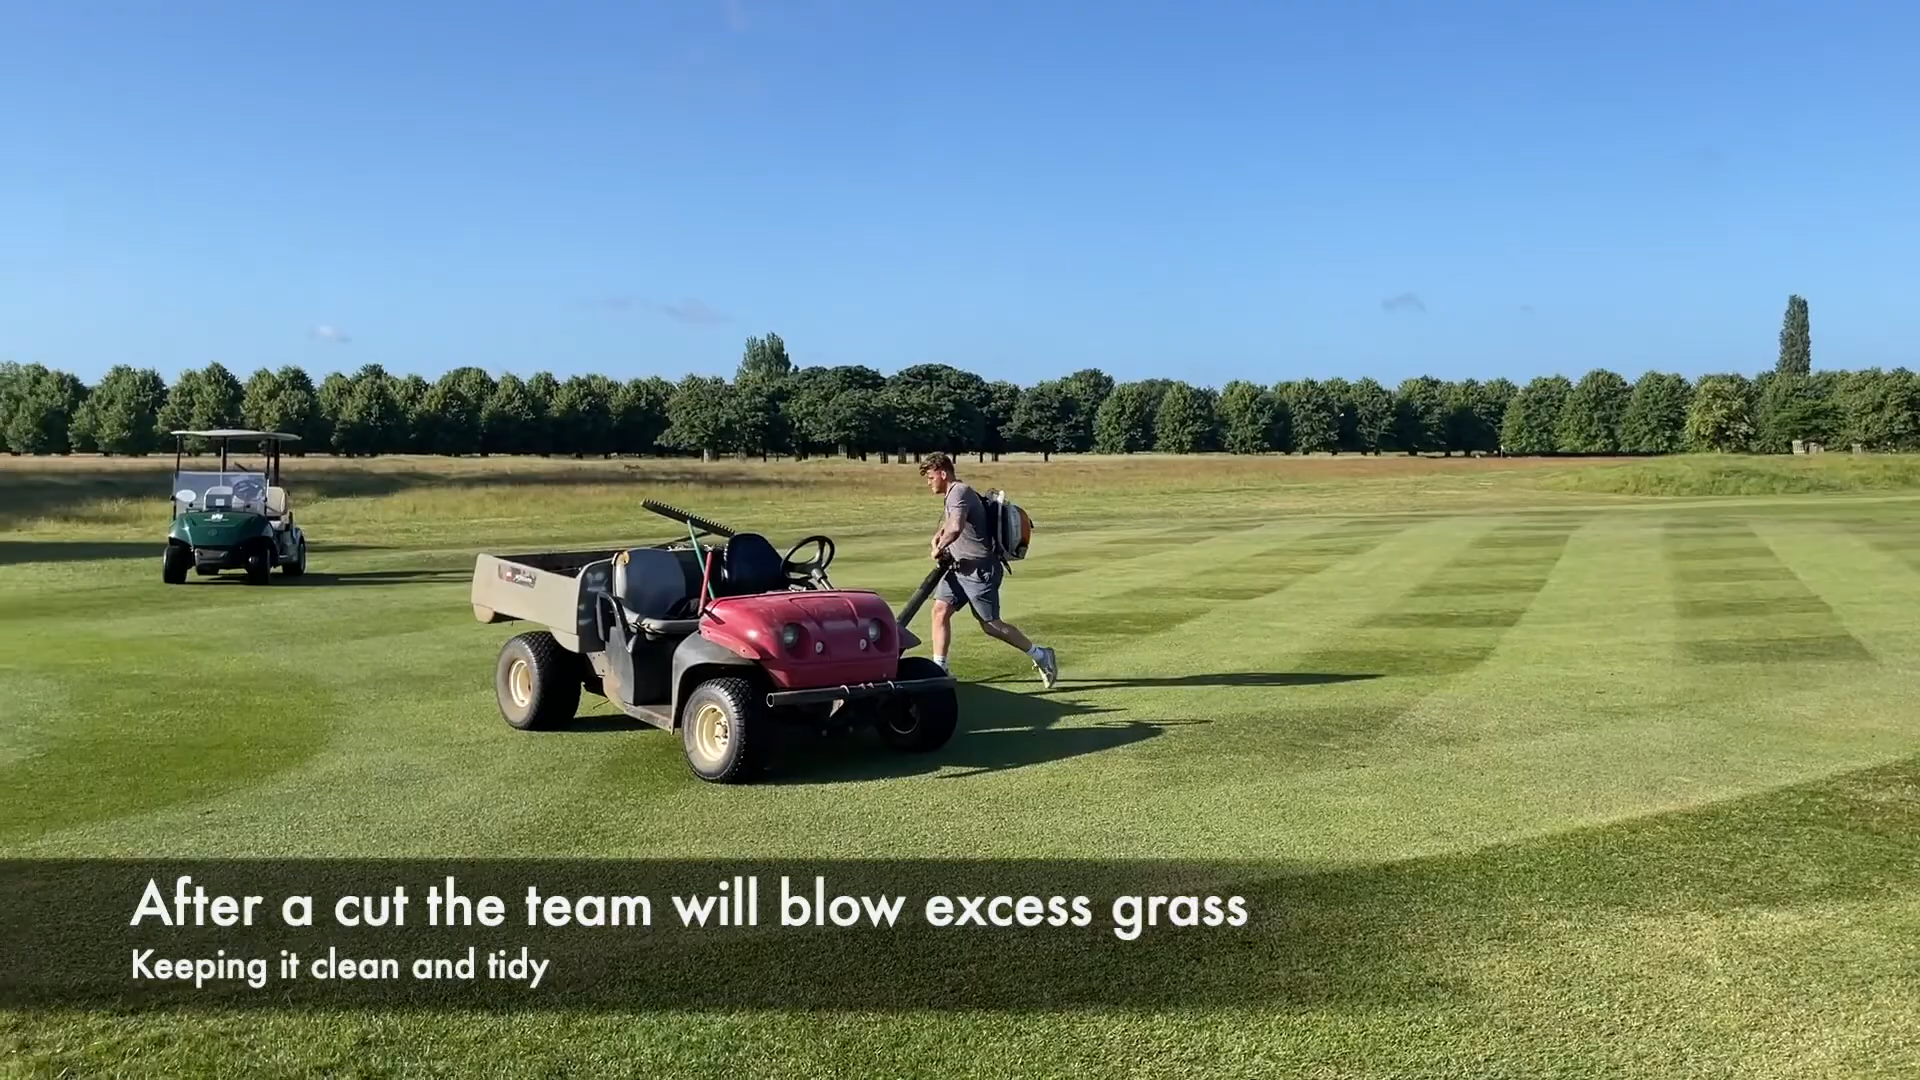 After a cut the team will blow excess grass
Keeping it clean and tidy